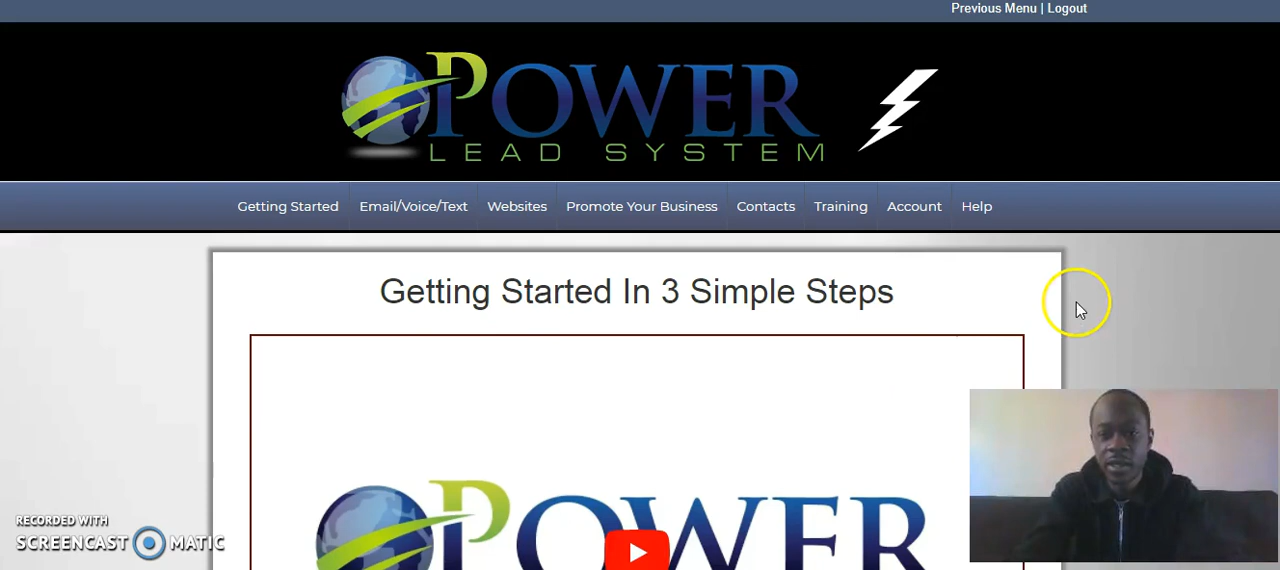 Previous Menu | Logout
POWER
LEAD SYSTEM
Getting Started Email/Voice/Text Websites Promote Your Business Contacts Training Account Help
Getting Started In 3 Simple Steps
POWER
RECORDED WITH
SCREENCAST MATIC